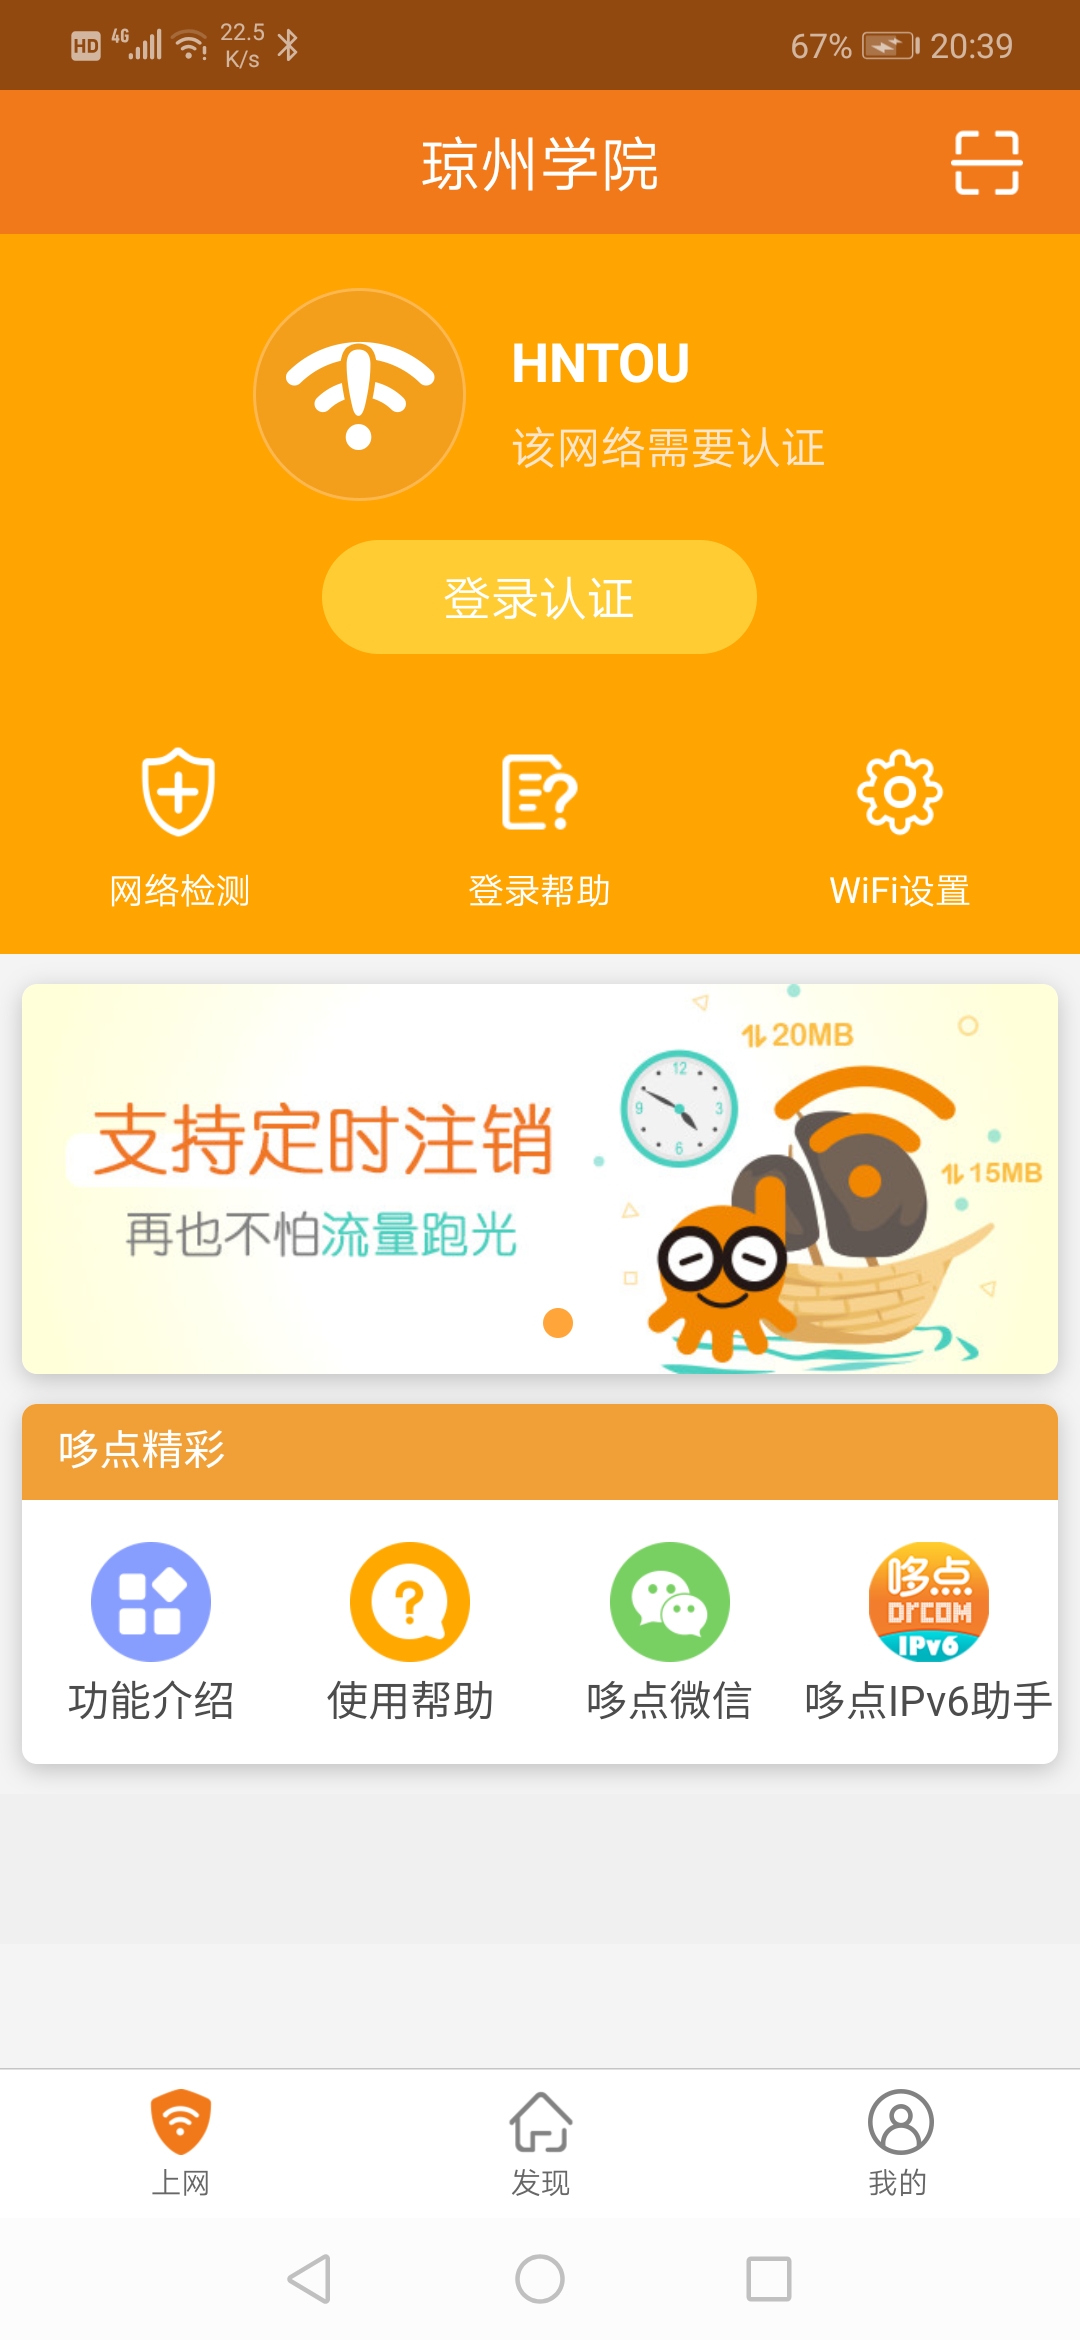 HD 4G 22.5 K/s 67% 20:39
琼州学院
HNTOU
该网络需要认证
登录认证
网络检测 登录帮助 WiFi设置
20MB
12
3
6
9
支持定时注销
15MB
再也不怕流量跑光
哆点精彩
哆点
Drcom
IPv6
功能介绍 使用帮助 哆点微信 哆点IPv6助手
上网 发现 我的